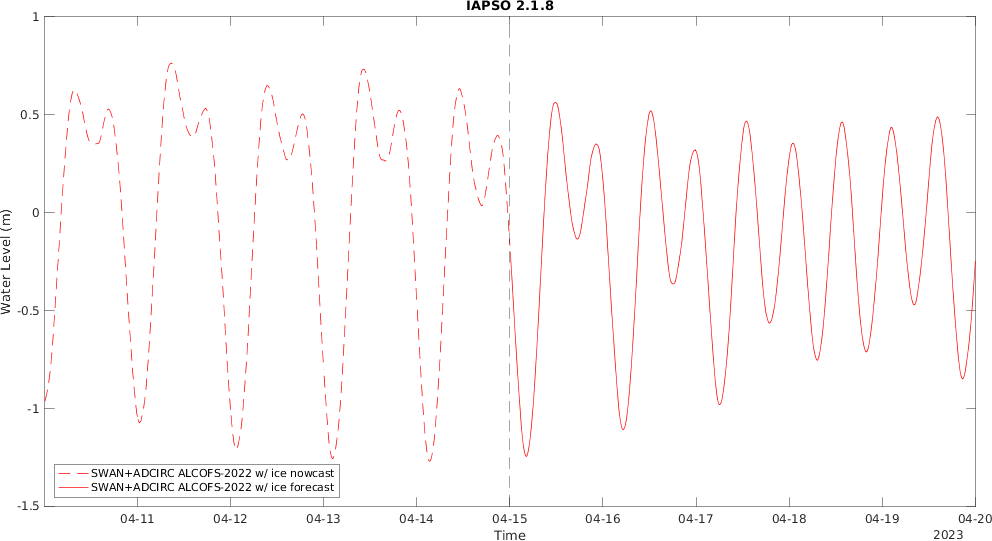 IAPSO 2.1.8
1
0.5
0
-0.5
-1
-1.5
Water Level (m)
SWAN+ADCIRC ALCOFS-2022 w/ ice nowcast
SWAN+ADCIRC ALCOFS-2022 w/ ice forecast
04-11 04-12 04-13 04-14 04-15 04-16 04-17 04-18 04-19 04-20
Time
2023